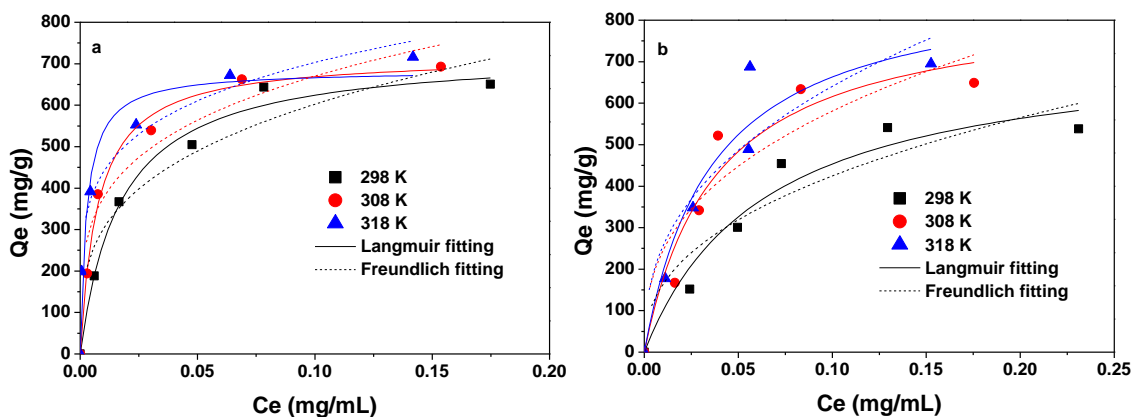 a
800
700
600
500
400
300
200
100
0
Qe (mg/g)
298 K
308 K
318 K
Langmuir fitting
Freundlich fitting
0.00 0.05 0.10 0.15 0.20
Ce (mg/mL)
b
800
700
600
500
400
300
200
100
0
Qe (mg/g)
298 K
308 K
318 K
Langmuir fitting
Freundlich fitting
0.00 0.05 0.10 0.15 0.20 0.25
Ce (mg/mL)